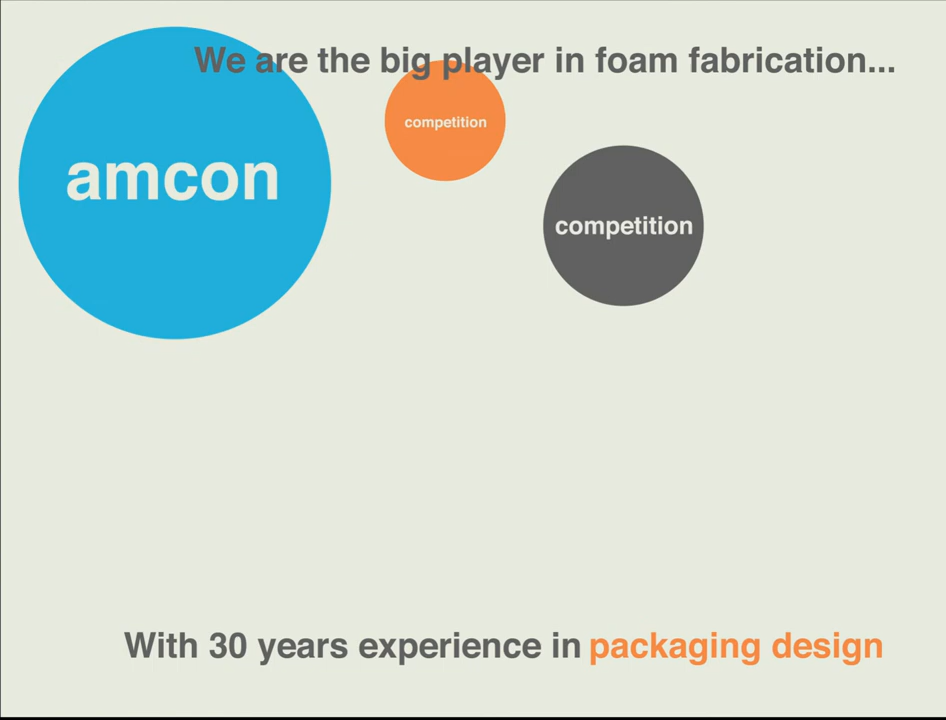 We are the big player in foam fabrication...
competition
amcon
competition
With 30 years experience in packaging design